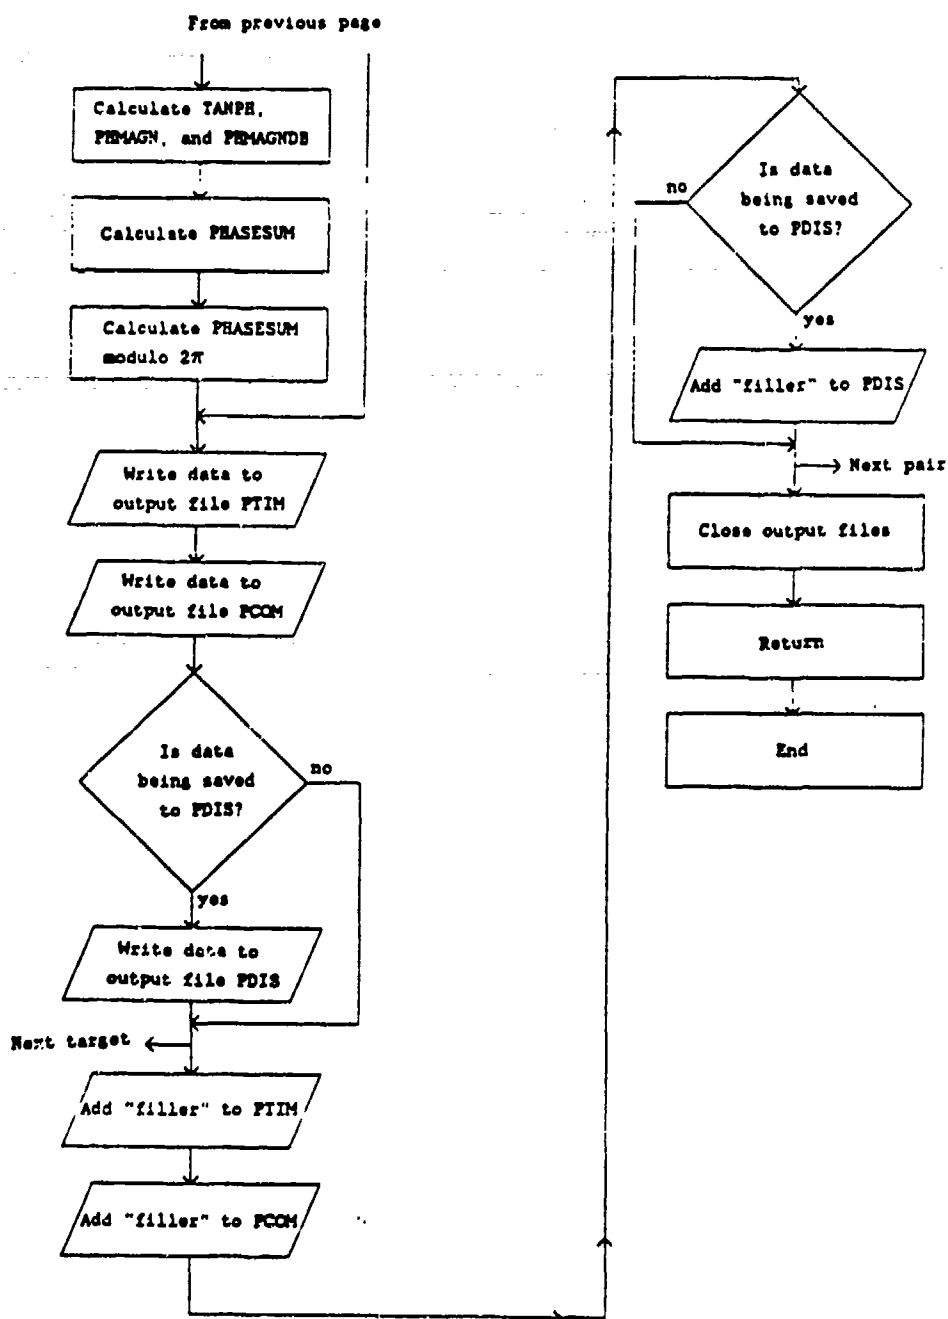 From previous page
Calculate TANPH,
PHMAGN, and PHMAGNDB
Calculate PHASESUM
Calculate PHASESUM
modulo 2π
Write data to
output file PTIM
Write data to
output file PCOM
Is data
being saved
to PDIS?
no
yes
Write data to
output file PDIS
Next target
Add "filler" to PTIM
Add "filler" to PCOM
Is data
being saved
to PDIS?
no
yes
Add "filler" to PDIS
Next pair
Close output files
Return
End